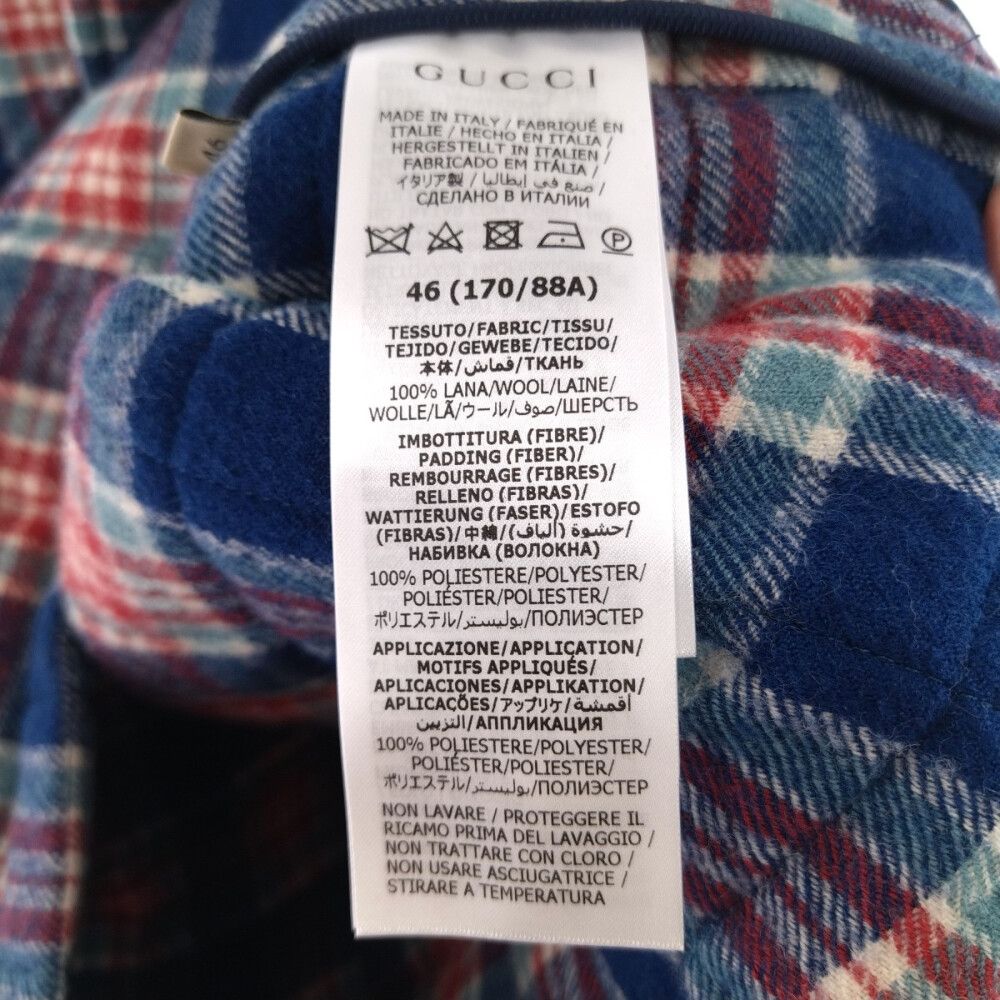 GUCCI
MADE IN ITALY / FABRIQUÉ EN
ITALIE / HECHO EN ITALIA /
HERGESTELLT IN ITALIEN /
FABRICADO EM ITÁLIA /
イタリア製 / صنع في إيطاليا /
СДЕЛАНО В ИТАЛИИ
P
46 (170/88A)
TESSUTO/FABRIC/TISSU/
TEJIDO/GEWEBE/TECIDO/
本体/قماش/ТКАНЬ
100% LANA/WOOL/LAINE/
WOLLE/LÃ/ウール/صوف/ШЕРСТЬ
IMBOTTITURA (FIBRE)/
PADDING (FIBER)/
REMBOURRAGE (FIBRES)/
RELLENO (FIBRAS)/
WATTIERUNG (FASER)/ESTOFO
(FIBRAS)/中綿/حشوة (ألياف)/
НАБИВКА (ВОЛОКНА)
100% POLIESTERE/POLYESTER/
POLIÉSTER/POLIESTER/
ポリエステル/بوليستر/ПОЛИЭСТЕР
APPLICAZIONE/APPLICATION/
MOTIFS APPLIQUÉS/
APLICACIONES/APPLIKATION/
APLICAÇÕES/アップリケ/أقمشة
التزيين/АППЛИКАЦИЯ
100% POLIESTERE/POLYESTER/
POLIÉSTER/POLIESTER/
ポリエステル/بوليستر/ПОЛИЭСТЕР
NON LAVARE / PROTEGGERE IL
RICAMO PRIMA DEL LAVAGGIO /
NON TRATTARE CON CLORO /
NON USARE ASCIUGATRICE /
STIRARE A TEMPERATURA
46